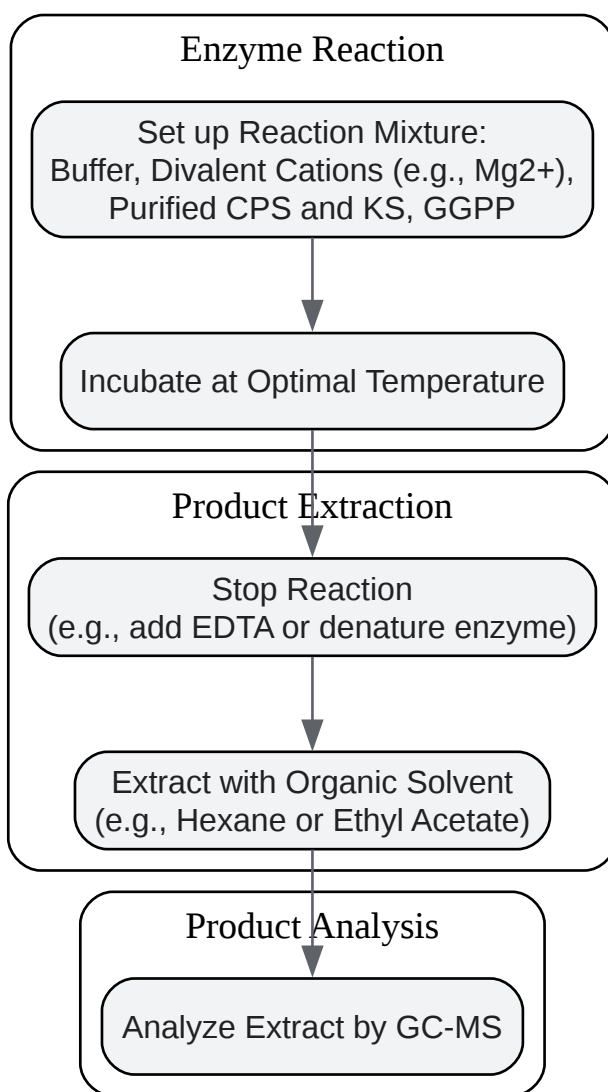 Enzyme Reaction
Set up Reaction Mixture:
Buffer, Divalent Cations (e.g., Mg2+),
Purified CPS and KS, GGPP
Incubate at Optimal Temperature
Product Extraction
Stop Reaction
(e.g., add EDTA or denature enzyme)
Extract with Organic Solvent
(e.g., Hexane or Ethyl Acetate)
Product Analysis
Analyze Extract by GC-MS